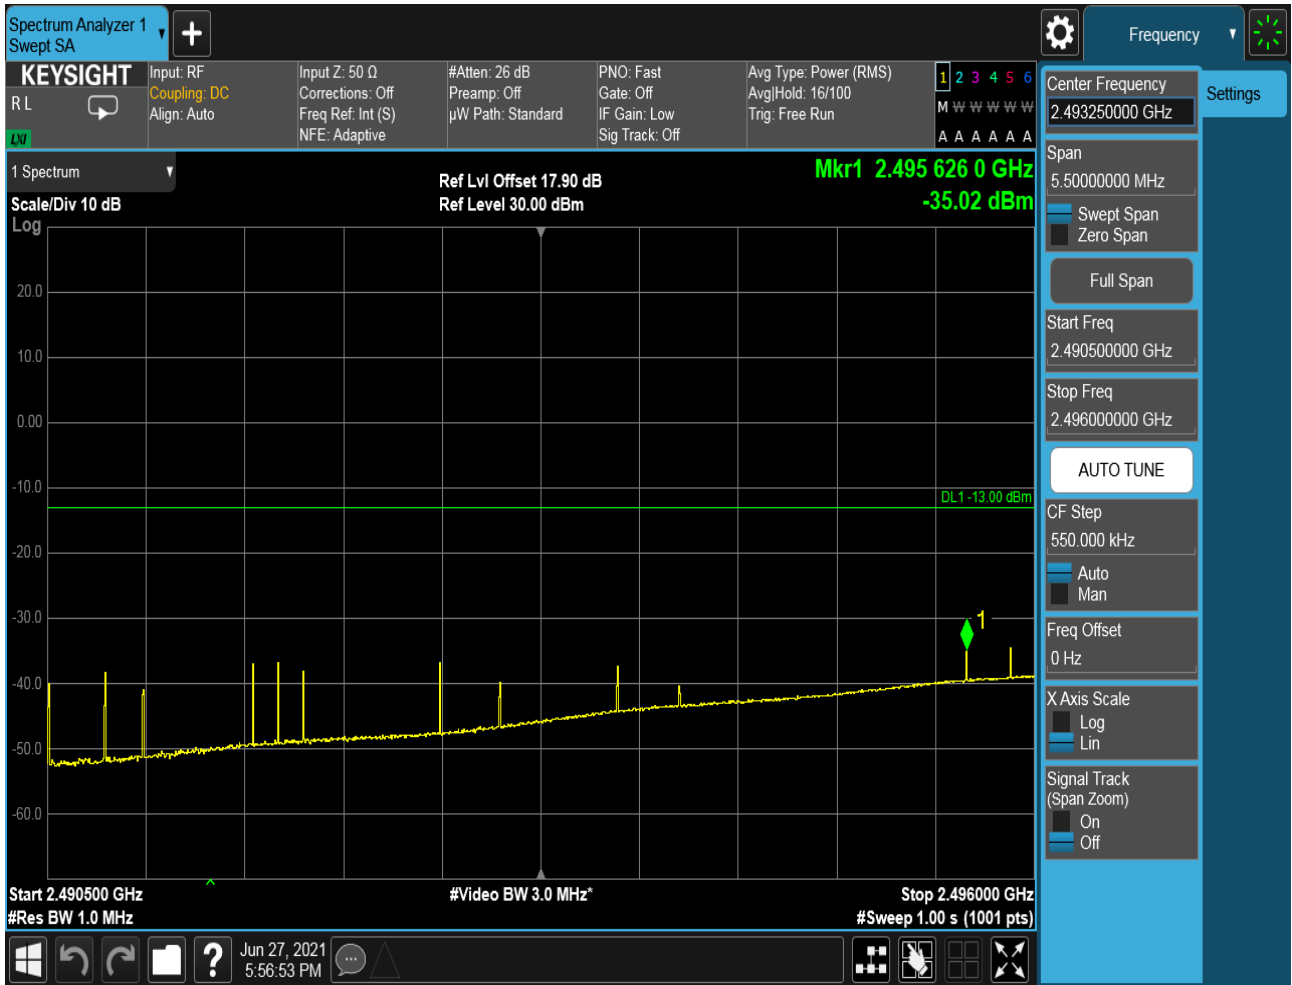 Spectrum Analyzer 1
Swept SA
Frequency
KEYSIGHT
R L
LXI
Input: RF
Coupling: DC
Align: Auto
Input Z: 50 Ω
Corrections: Off
Freq Ref: Int (S)
NFE: Adaptive
#Atten: 26 dB
Preamp: Off
µW Path: Standard
PNO: Fast
Gate: Off
IF Gain: Low
Sig Track: Off
Avg Type: Power (RMS)
Avg|Hold: 16/100
Trig: Free Run
1 2 3 4 5 6
M W W W W W
A A A A A A
1 Spectrum
Scale/Div 10 dB
Log
Ref Lvl Offset 17.90 dB
Ref Level 30.00 dBm
Mkr1 2.495 626 0 GHz
-35.02 dBm
20.0
10.0
0.00
-10.0
DL1 -13.00 dBm
-20.0
-30.0
1
-40.0
-50.0
-60.0
Start 2.490500 GHz
#Res BW 1.0 MHz
#Video BW 3.0 MHz*
Stop 2.496000 GHz
#Sweep 1.00 s (1001 pts)
?
Jun 27, 2021
5:56:53 PM
Center Frequency
2.493250000 GHz
Settings
Span
5.50000000 MHz
Swept Span
Zero Span
Full Span
Start Freq
2.490500000 GHz
Stop Freq
2.496000000 GHz
AUTO TUNE
CF Step
550.000 kHz
Auto
Man
Freq Offset
0 Hz
X Axis Scale
Log
Lin
Signal Track
(Span Zoom)
On
Off